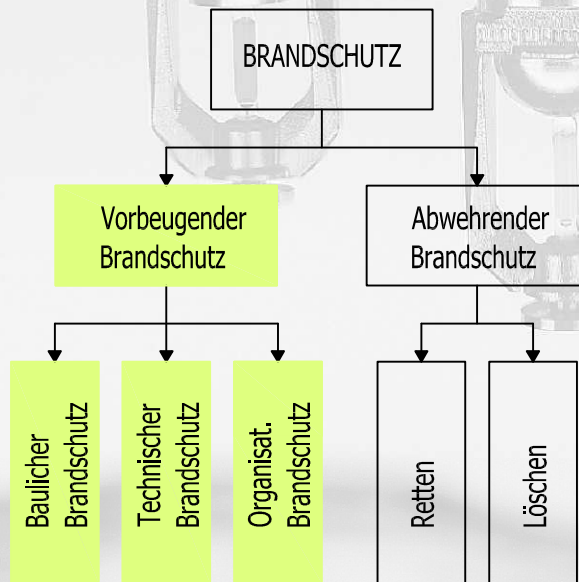 BRANDSCHUTZ
Vorbeugender
Brandschutz
Abwehrender
Brandschutz
Baulicher
Brandschutz
Technischer
Brandschutz
Organisat.
Brandschutz
Retten
Löschen